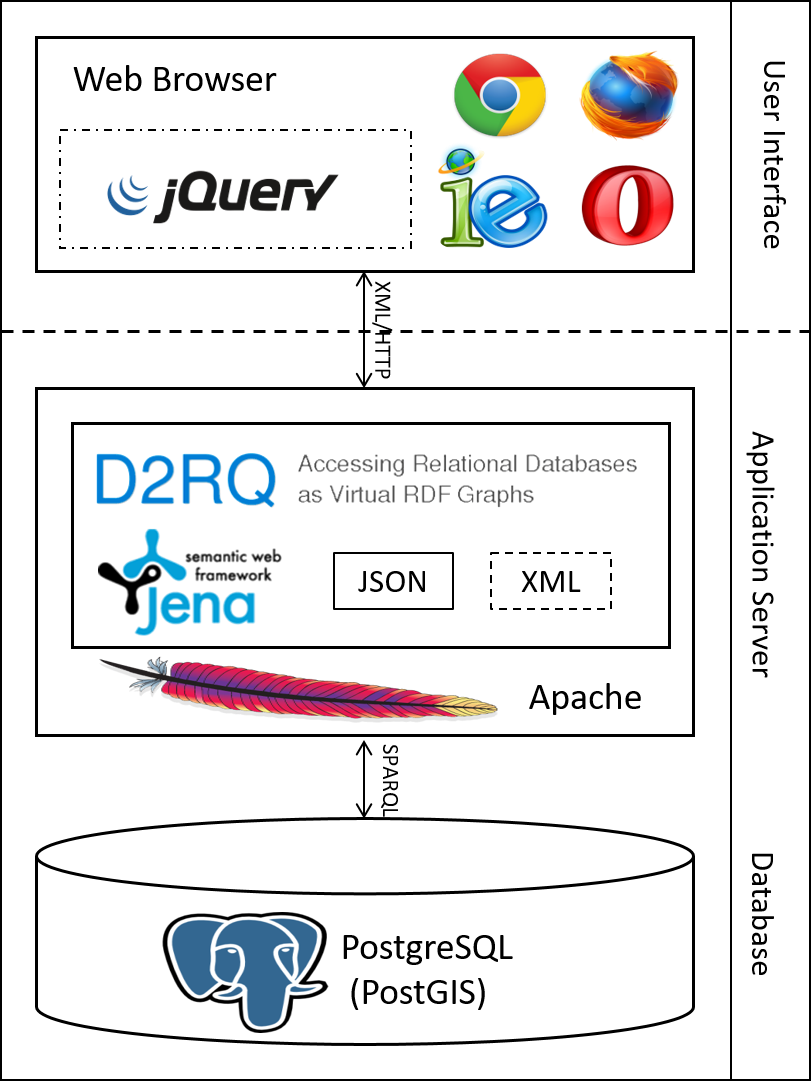 Web Browser
jQuery
ie
User Interface
XML/HTTP
D2RQ
Accessing Relational Databases
as Virtual RDF Graphs
semantic web
framework
Jena
JSON
XML
Apache
Application Server
SPARQL
PostgreSQL
(PostGIS)
Database